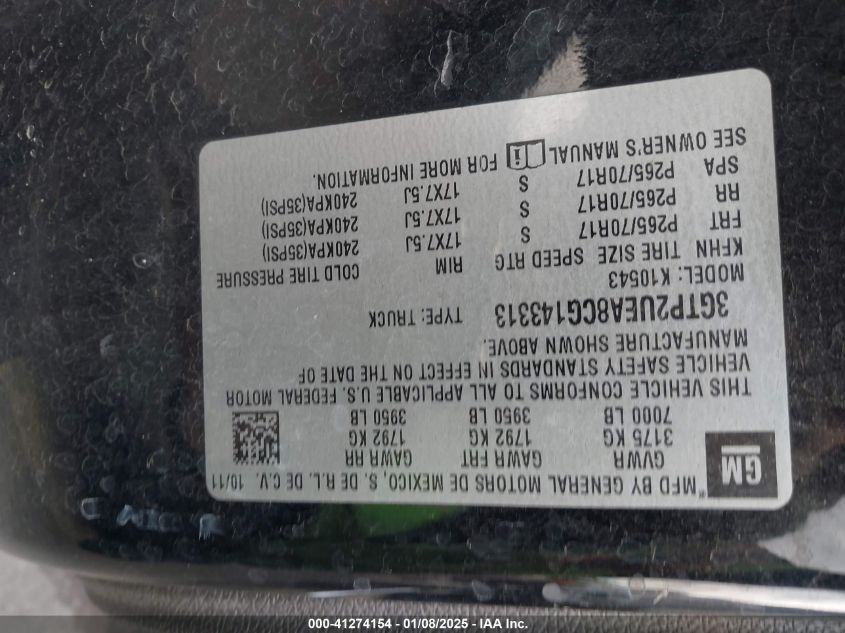 "MFD BY GENERAL MOTORS DE MEXICO, S. DE R.L. DE C.V. 10/11
GM
GVWR GAWR FRT GAWR RR
3175 KG 1792 KG 1792 KG
7000 LB 3950 LB 3950 LB
THIS VEHICLE CONFORMS TO ALL APPLICABLE U.S. FEDERAL MOTOR
VEHICLE SAFETY STANDARDS IN EFFECT ON THE DATE OF
MANUFACTURE SHOWN ABOVE.
3GTP2UEA8CG143313 TYPE: TRUCK
MODEL: K10543
KFHN TIRE SIZE SPEED RTG RIM COLD TIRE PRESSURE
FRT P265/70R17 S 17X7.5J 240KPA(35PSI)
RR P265/70R17 S 17X7.5J 240KPA(35PSI)
SPA P265/70R17 S 17X7.5J 240KPA(35PSI)
SEE OWNER'S MANUAL FOR MORE INFORMATION.
000-41274154 - 01/08/2025 - IAA Inc.